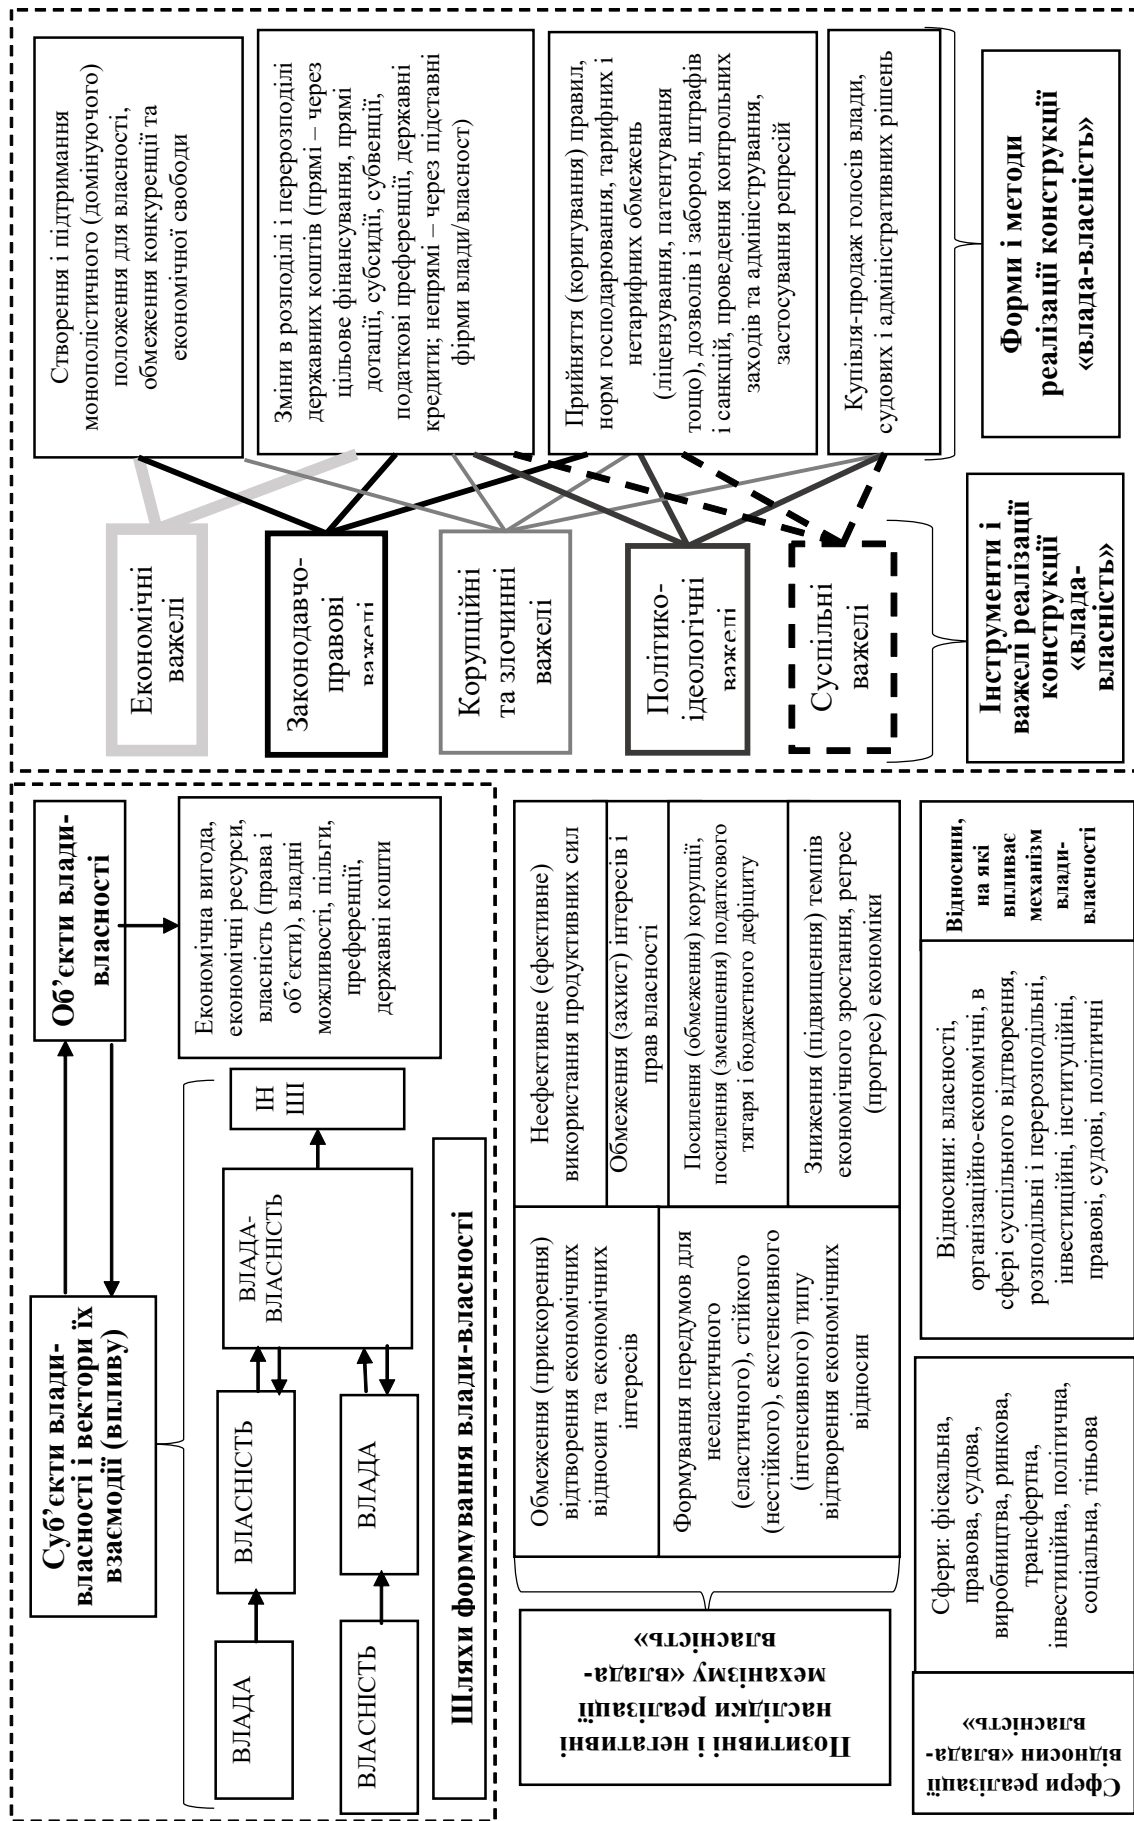 Суб’єкти влади-
власності і вектори їх
взаємодії (впливу)
Об’єкти влади-
власності
Економічна вигода,
економічні ресурси,
власність (права і
об’єкти), владні
можливості, пільги,
преференції,
державні кошти
ВЛАДА
ВЛАСНІСТЬ
ВЛАСНІСТЬ
ВЛАДА
ВЛАДА-
ВЛАСНІСТЬ
ІН
ШІ
Шляхи формування влади-власності
Економічні
важелі
Законодавчо-
правові
важелі
Корупційні
та злочинні
важелі
Політико-
ідеологічні
важелі
Суспільні
важелі
Інструменти і
важелі реалізації
конструкції
«влада-
власність»
Створення і підтримання
монополістичного (домінуючого)
положення для власності,
обмеження конкуренції та
економічної свободи
Зміни в розподілі і перерозподілі
державних коштів (прямі – через
цільове фінансування, прямі
дотації, субсидії, субвенції,
податкові преференції, державні
кредити; непрямі – через підставні
фірми влади/власност)
Прийняття (коригування) правил,
норм господарювання, тарифних і
нетарифних обмежень
(ліцензування, патентування
тощо), дозволів і заборон, штрафів
і санкцій, проведення контрольних
заходів та адміністрування,
застосування репресій
Купівля-продаж голосів влади,
судових і адміністративних рішень
Форми і методи
реалізації конструкції
«влада-власність»
Позитивні і негативні
наслідки реалізації
механізму «влада-
власність»
Обмеження (прискорення)
відтворення економічних
відносин та економічних
інтересів
Формування передумов для
нееластичного
(еластичного), стійкого
(нестійкого), екстенсивного
(інтенсивного) типу
відтворення економічних
відносин
Неефективне (ефективне)
використання продуктивних сил
Обмеження (захист) інтересів і
прав власності
Посилення (обмеження) корупції,
посилення (зменшення) податкового
тягаря і бюджетного дефіциту
Зниження (підвищення) темпів
економічного зростання, регрес
(прогрес) економіки
Сфери реалізації
відносин «влада-
власність»
Сфери: фіскальна,
правова, судова,
виробництва, ринкова,
трансфертна,
інвестиційна, політична,
соціальна, тіньова
Відносини: власності,
організаційно-економічні, в
сфері суспільного відтворення,
розподільні і перерозподільні,
інвестиційні, інституційні,
правові, судові, політичні
Відносини,
на які
впливає
механізм
влади-
власності